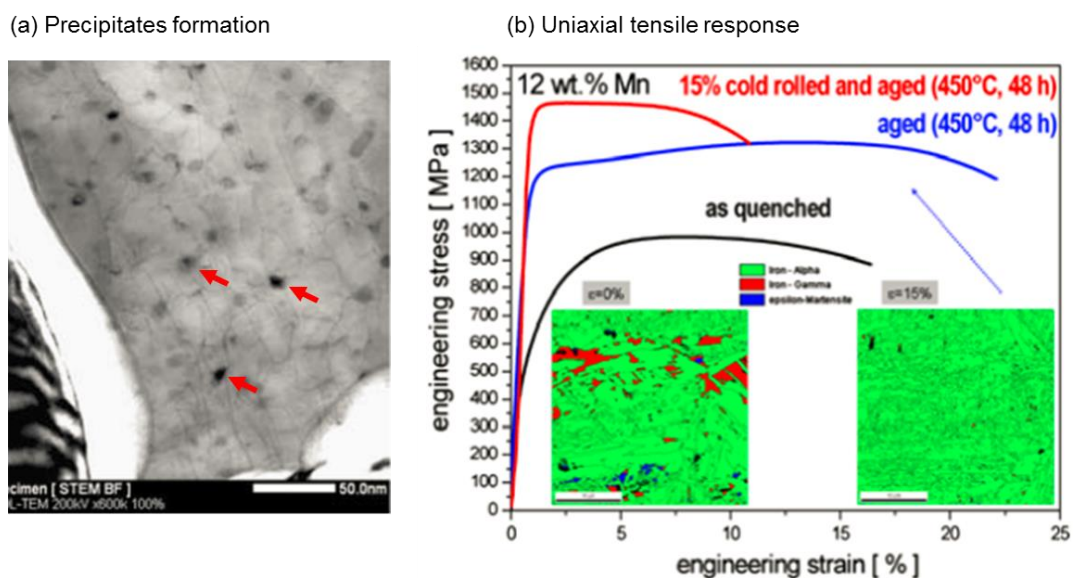 (a) Precipitates formation
(b) Uniaxial tensile response
cimen [ STEM BF ]
50.0nm
L-TEM 200kV x600k 100%
12 wt.% Mn
15% cold rolled and aged (450°C, 48 h)
aged (450°C, 48 h)
as quenched
Iron - Alpha
Iron - Gamma
epsilon-Martensite
ε=0%
ε=15%
engineering stress [ MPa ]
1600
1500
1400
1300
1200
1100
1000
900
800
700
600
500
400
300
200
100
0
0 5 10 15 20 25
engineering strain [ % ]